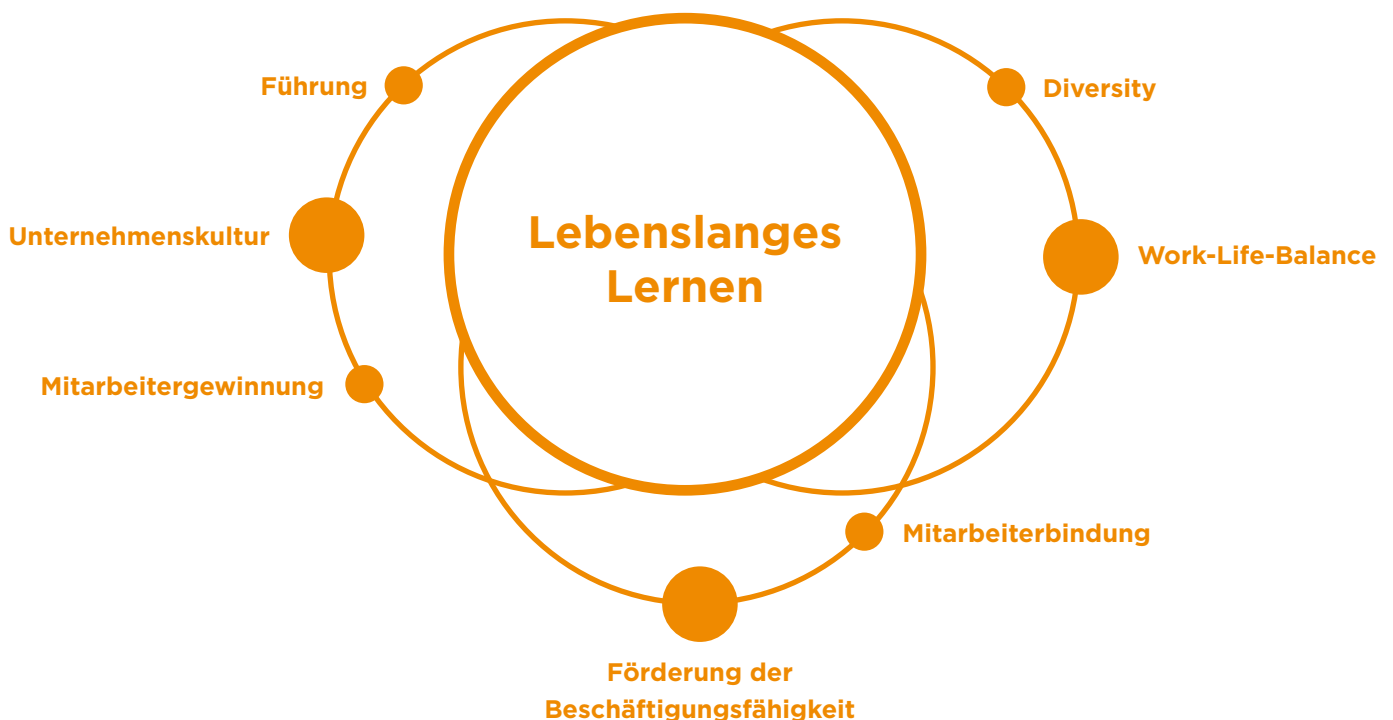 Führung
Diversity
Lebenslanges
Lernen
Unternehmenskultur
Work-Life-Balance
Mitarbeitergewinnung
Mitarbeiterbindung
Förderung der
Beschäftigungsfähigkeit